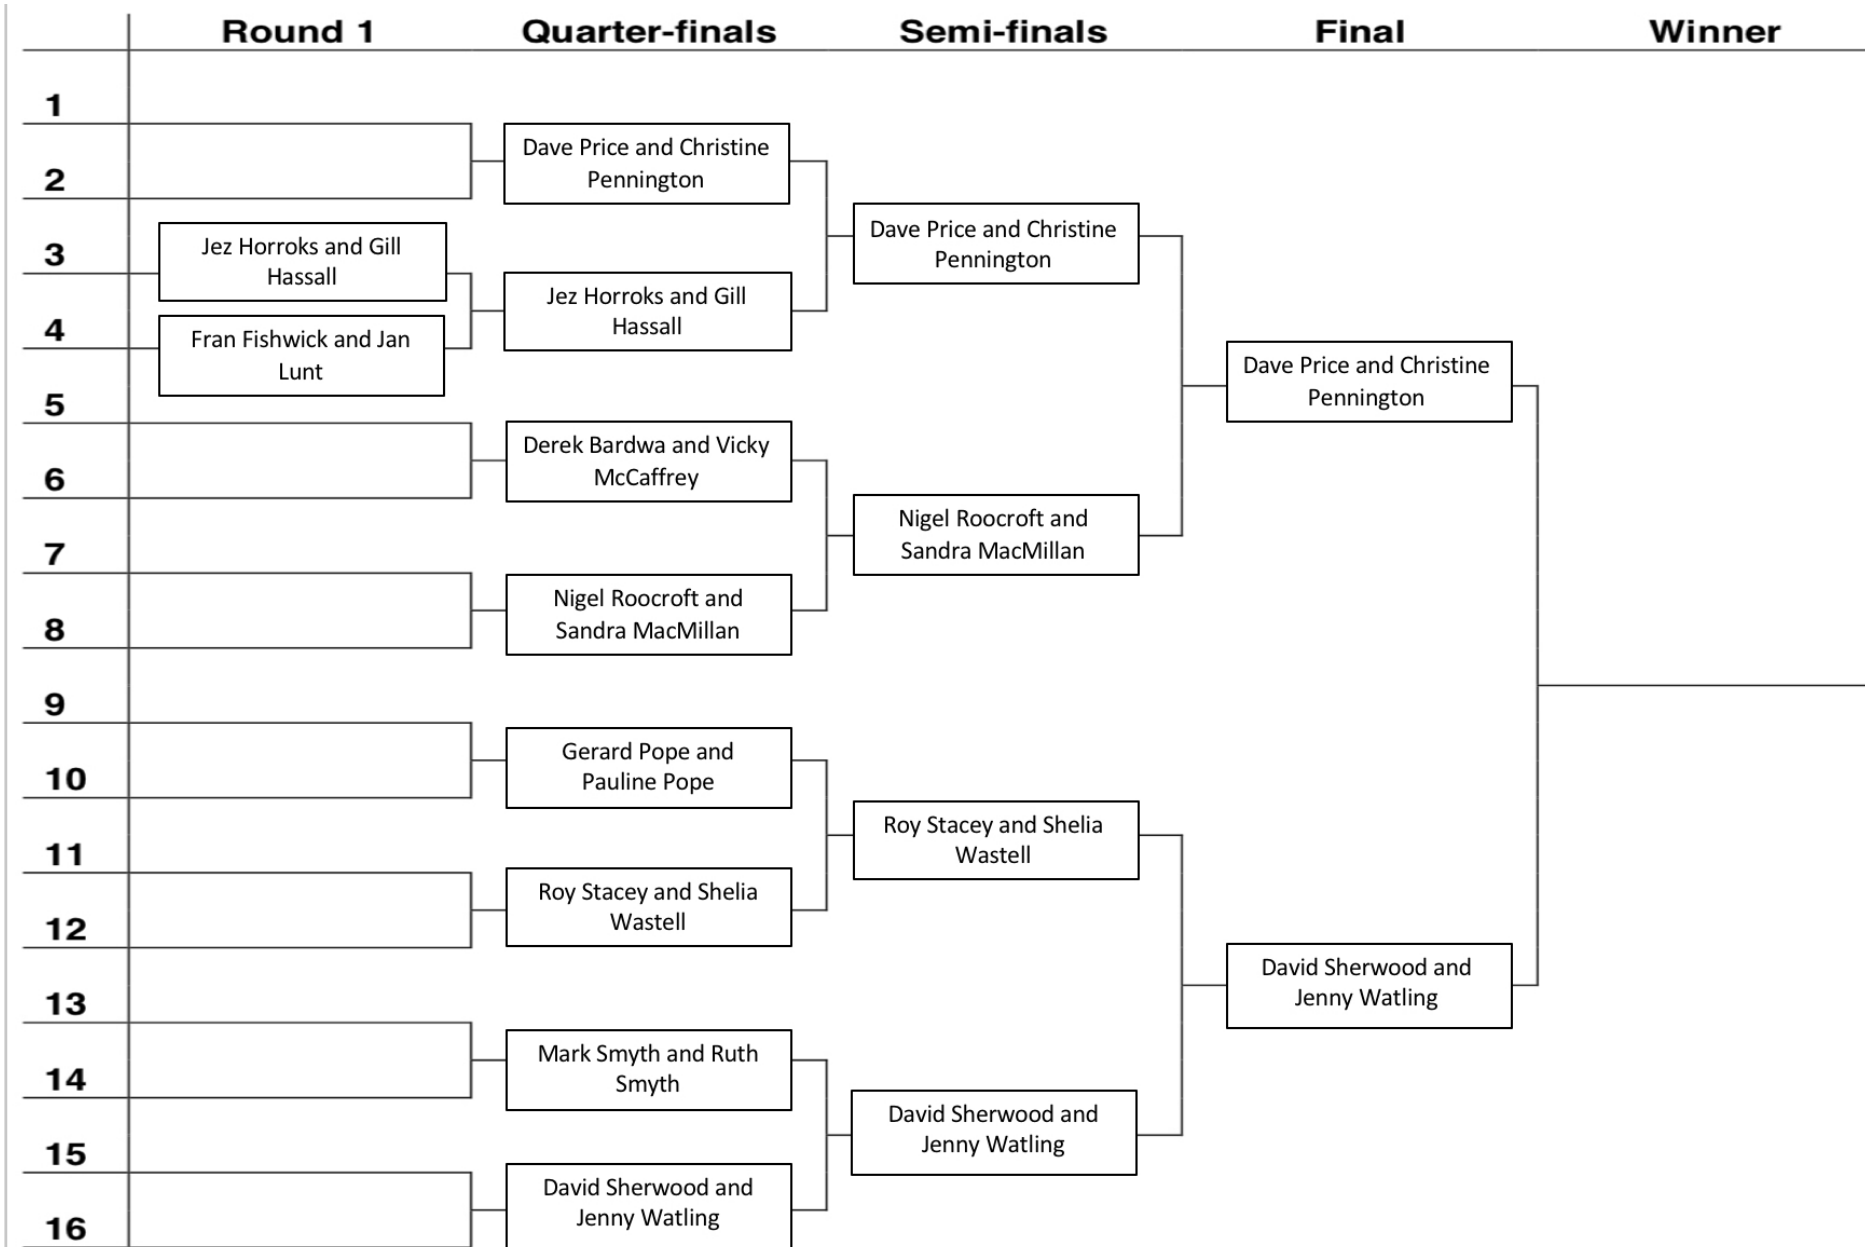 Round 1
Quarter-finals
Semi-finals
Final
Winner
1
2
3
4
5
6
7
8
9
10
11
12
13
14
15
16
Jez Horroks and Gill
Hassall
Fran Fishwick and Jan
Lunt
Dave Price and Christine
Pennington
Jez Horroks and Gill
Hassall
Derek Bardwa and Vicky
McCaffrey
Nigel Roocroft and
Sandra MacMillan
Gerard Pope and
Pauline Pope
Roy Stacey and Shelia
Wastell
Mark Smyth and Ruth
Smyth
David Sherwood and
Jenny Watling
Dave Price and Christine
Pennington
Nigel Roocroft and
Sandra MacMillan
Roy Stacey and Shelia
Wastell
David Sherwood and
Jenny Watling
Dave Price and Christine
Pennington
David Sherwood and
Jenny Watling